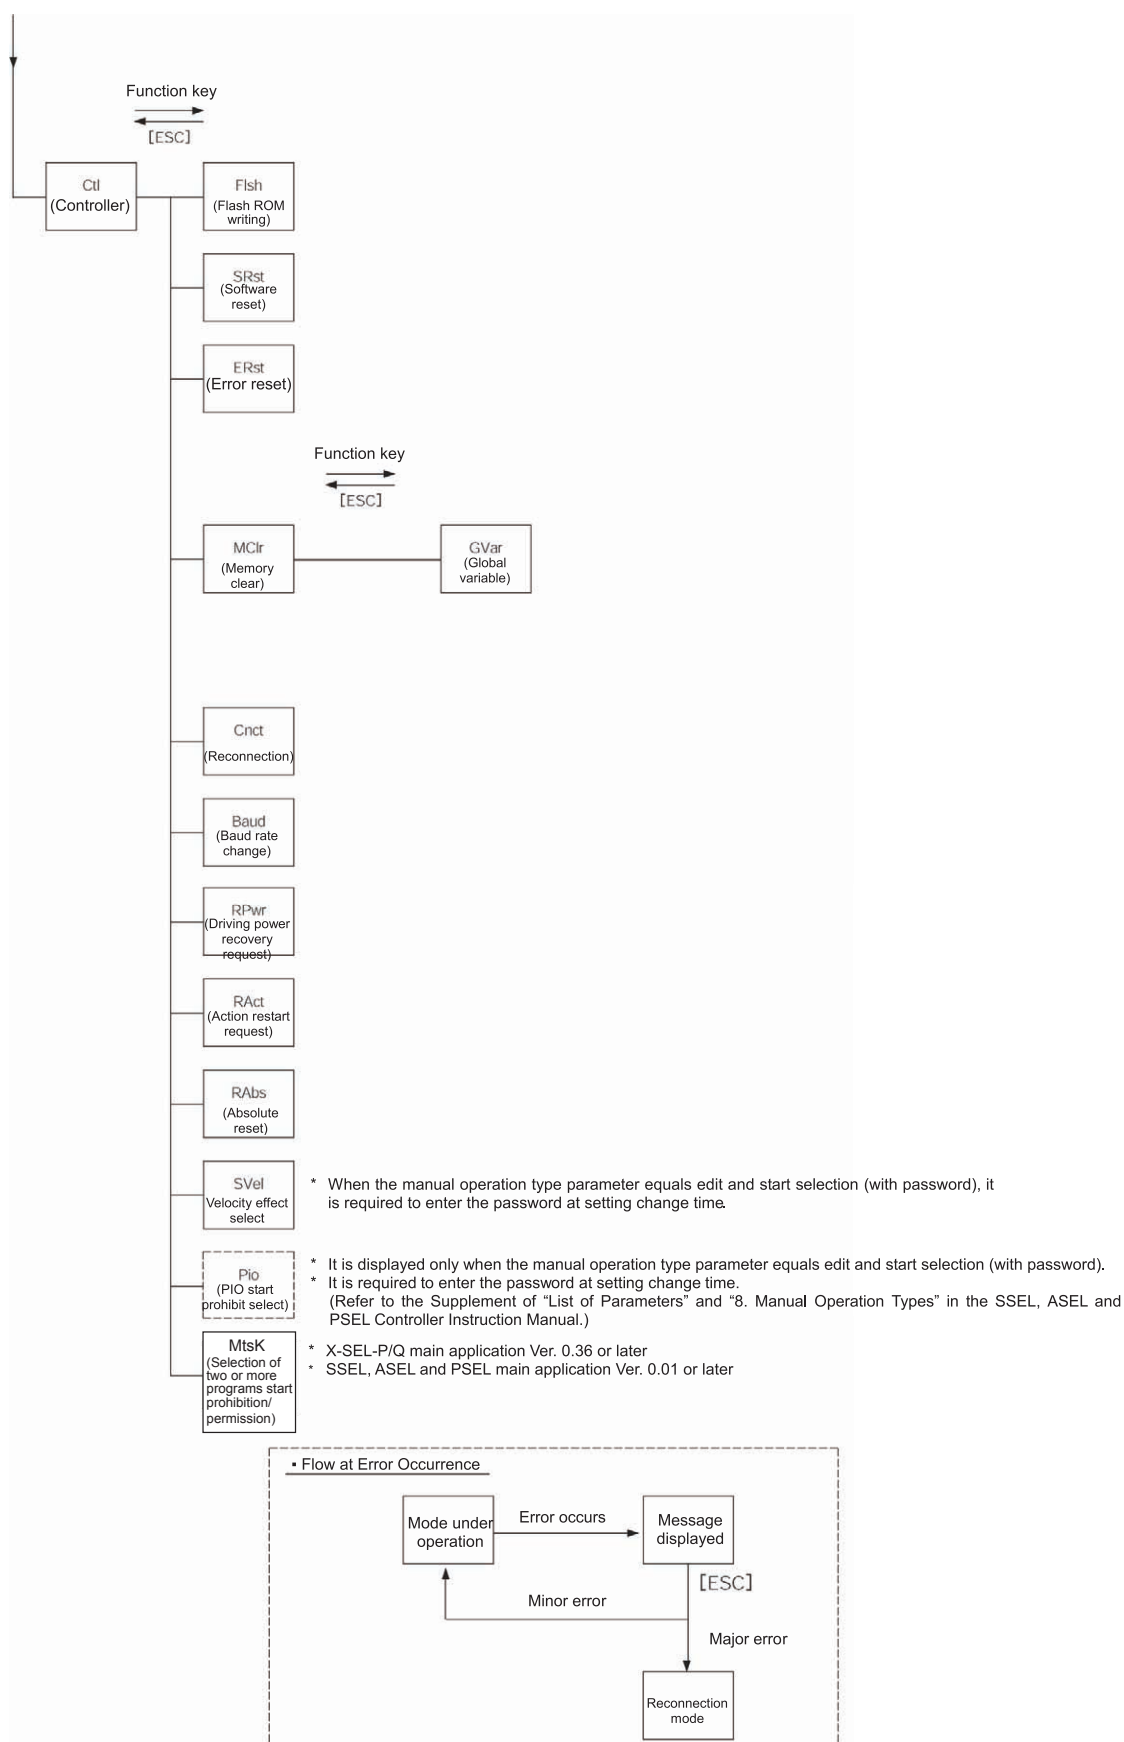 Function key
[ESC]
Ctl
(Controller)
Flsh
(Flash ROM
writing)
SRst
(Software
reset)
ERst
(Error reset)
Function key
[ESC]
MClr
(Memory
clear)
GVar
(Global
variable)
Cnct
(Reconnection)
Baud
(Baud rate
change)
RPwr
(Driving power
recovery
request)
RAct
(Action restart
request)
RAbs
(Absolute
reset)
SVel
Velocity effect
select
* When the manual operation type parameter equals edit and start selection (with password), it
is required to enter the password at setting change time.
Pio
(PIO start
prohibit select)
* It is displayed only when the manual operation type parameter equals edit and start selection (with password).
* It is required to enter the password at setting change time.
(Refer to the Supplement of “List of Parameters” and “8. Manual Operation Types” in the SSEL, ASEL and
PSEL Controller Instruction Manual.)
MtsK
(Selection of
two or more
programs start
prohibition/
permission)
* X-SEL-P/Q main application Ver. 0.36 or later
* SSEL, ASEL and PSEL main application Ver. 0.01 or later
▪ Flow at Error Occurrence
Mode under
operation
Error occurs
Message
displayed
[ESC]
Minor error
Major error
Reconnection
mode